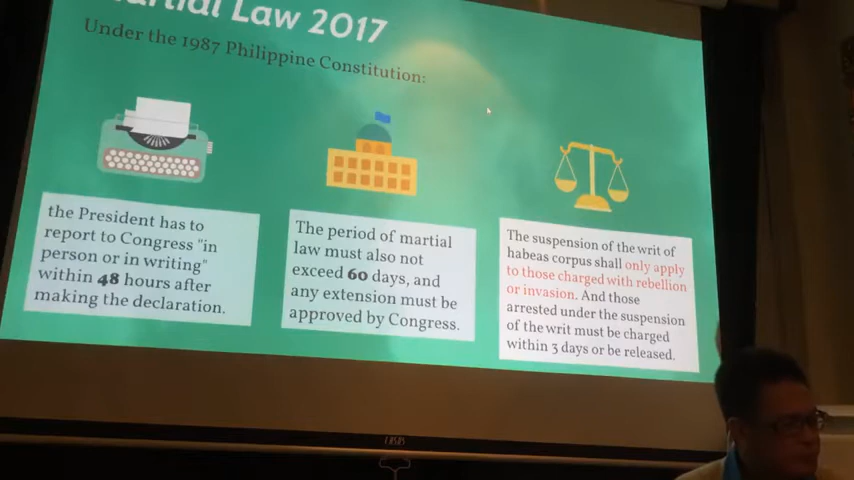 Martial Law 2017
Under the 1987 Philippine Constitution:
the President has to
report to Congress "in
person or in writing"
within 48 hours after
making the declaration.
The period of martial
law must also not
exceed 60 days, and
any extension must be
approved by Congress.
The suspension of the writ of
habeas corpus shall only apply
to those charged with rebellion
or invasion. And those
arrested under the suspension
of the writ must be charged
within 3 days or be released.